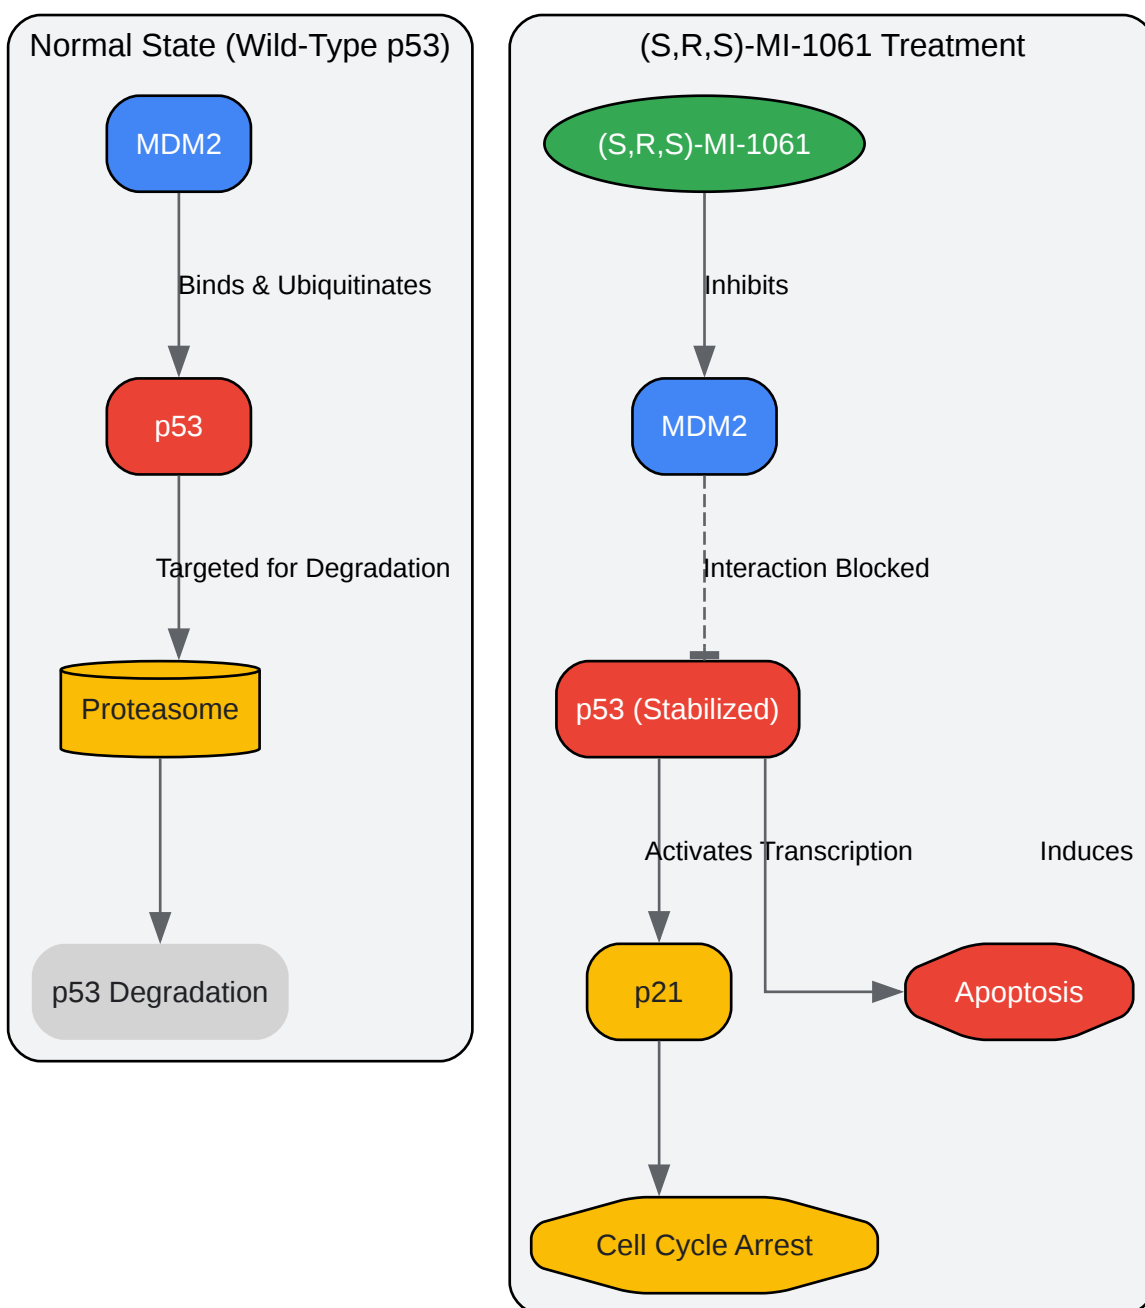 Normal State (Wild-Type p53)
MDM2
Binds & Ubiquitinates
p53
Targeted for Degradation
Proteasome
p53 Degradation
(S,R,S)-MI-1061 Treatment
(S,R,S)-MI-1061
Inhibits
MDM2
Interaction Blocked
p53 (Stabilized)
Activates Transcription
Induces
p21
Apoptosis
Cell Cycle Arrest